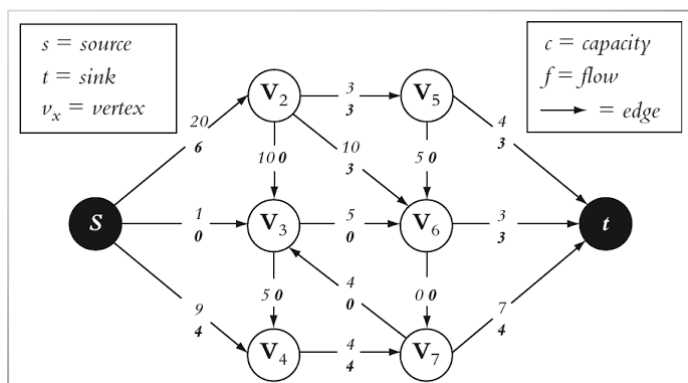 s = source
t = sink
vx = vertex
c = capacity
f = flow
= edge
V2
3
3
V5
20
6
10 0
10
3
5 0
4
3
S
1
0
V3
5
0
V6
3
3
t
9
4
5 0
4
0
0 0
7
4
V4
4
4
V7